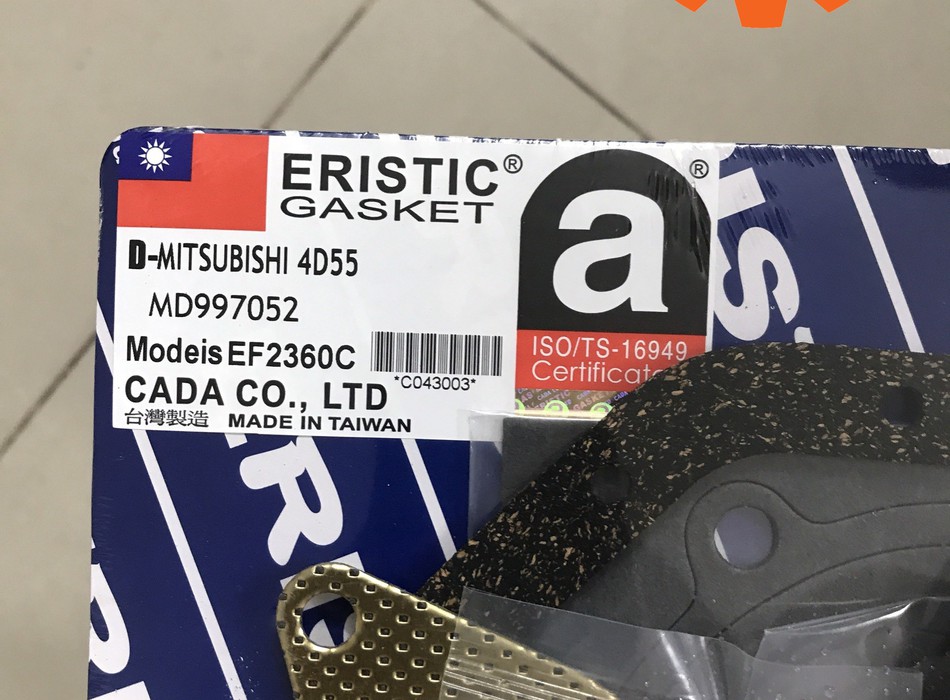 ERISTIC®
GASKET
D-MITSUBISHI 4D55
MD997052
Modeis EF2360C
*C043003*
CADA CO., LTD
台灣製造 MADE IN TAIWAN
a®
ISO/TS-16949